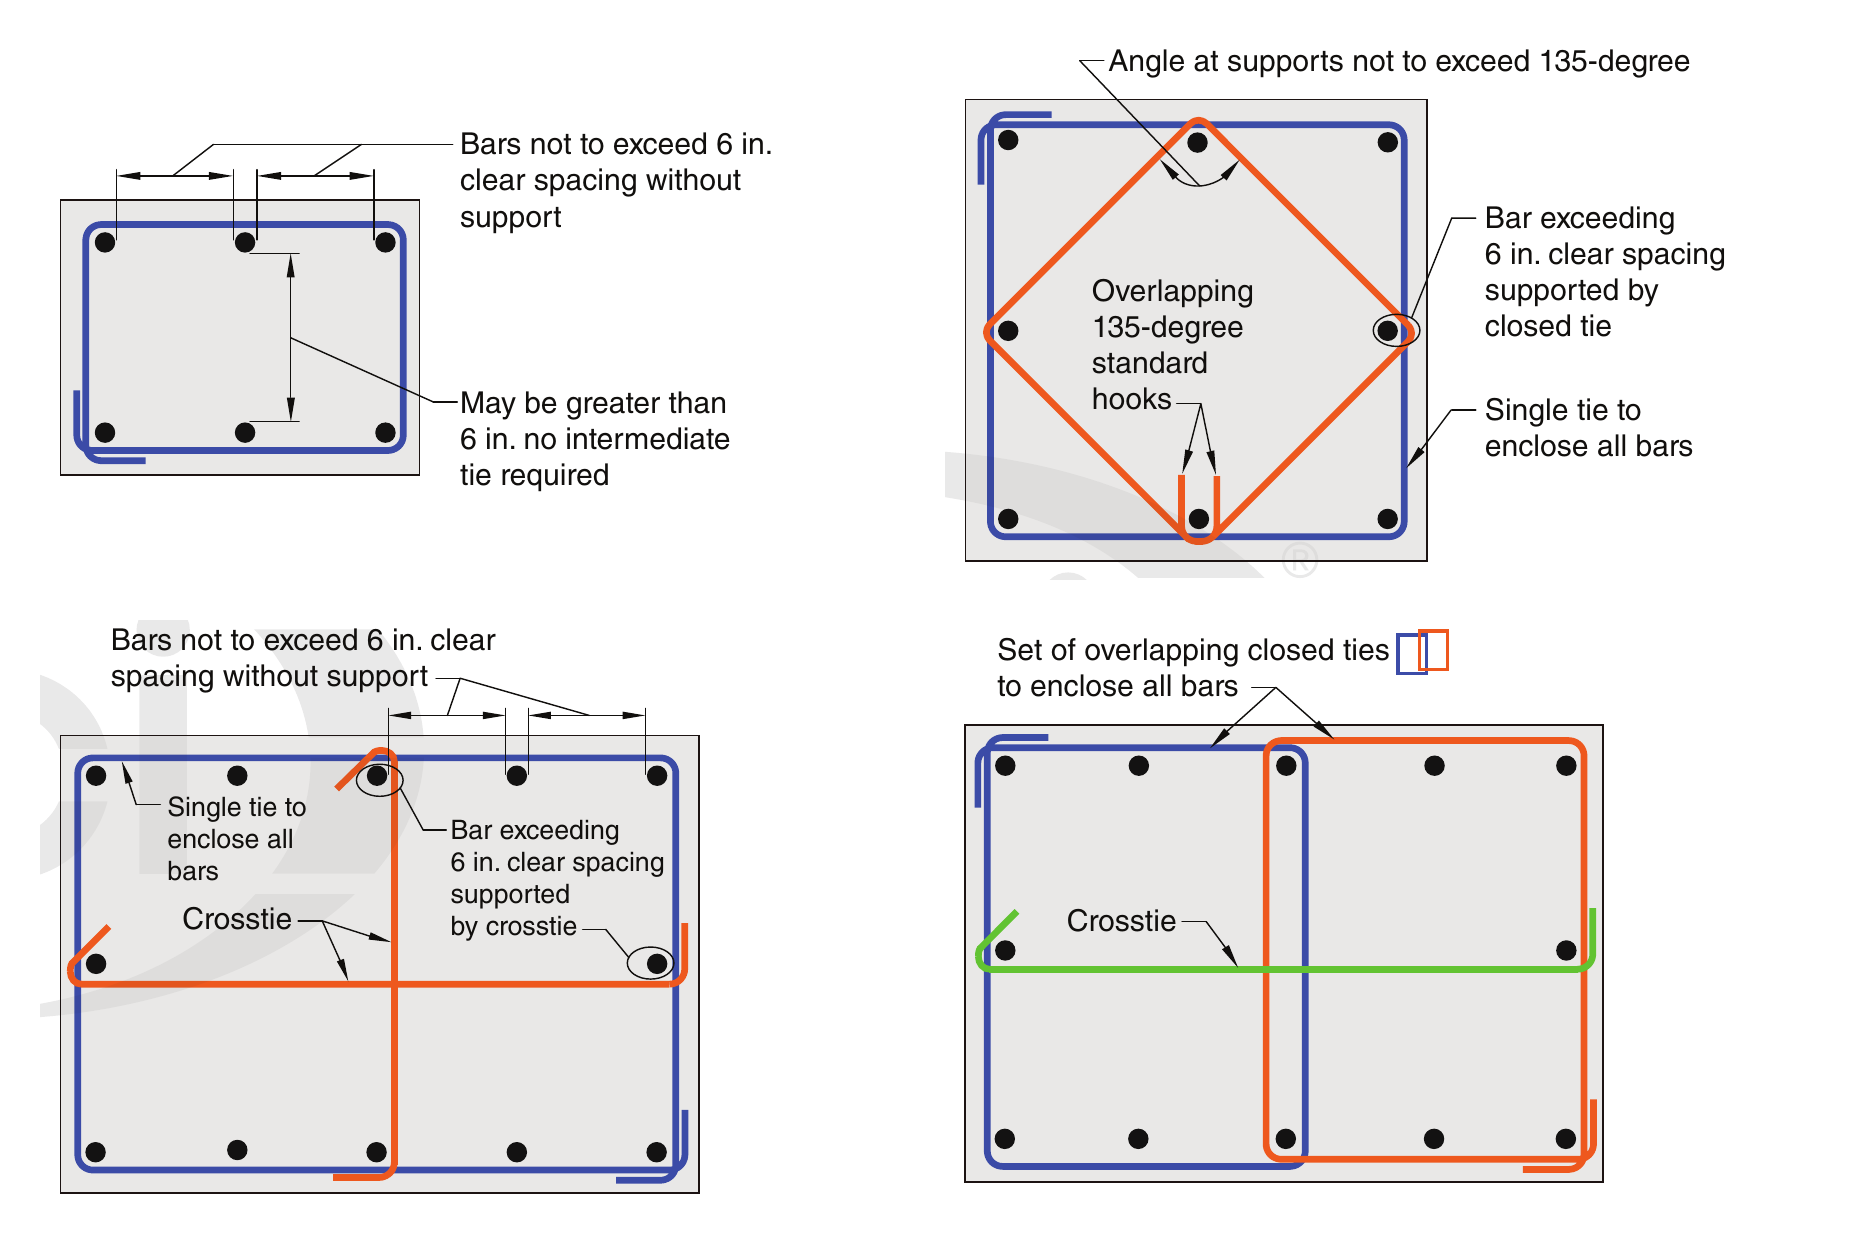 Bars not to exceed 6 in.
clear spacing without
support
May be greater than
6 in. no intermediate
tie required
Angle at supports not to exceed 135-degree
Overlapping
135-degree
standard
hooks
Bar exceeding
6 in. clear spacing
supported by
closed tie
Single tie to
enclose all bars
®
Bars not to exceed 6 in. clear
spacing without support
Single tie to
enclose all
bars
Crosstie
Bar exceeding
6 in. clear spacing
supported
by crosstie
Set of overlapping closed ties
to enclose all bars
Crosstie